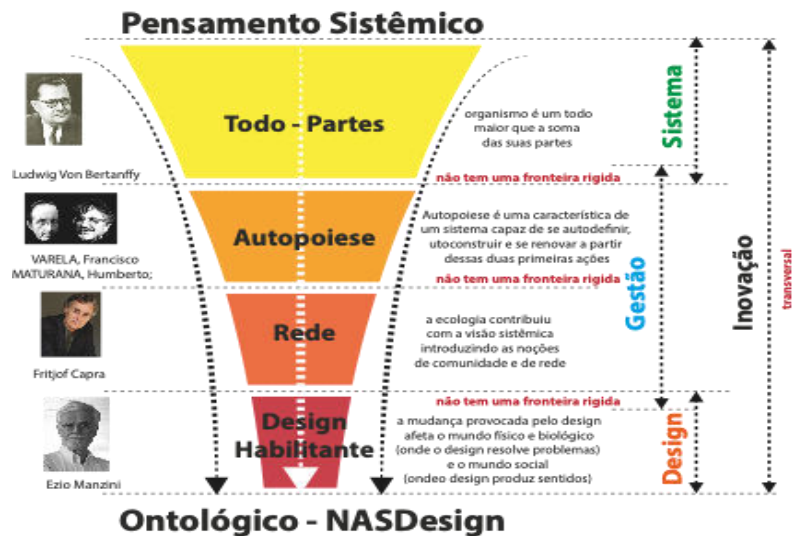 Pensamento Sistêmico
Todo - Partes
organismo é um todo
maior que a soma
das suas partes
Ludwig Von Bertanffy
não tem uma fronteira rigida
Sistema
Autopoiese
Autopoiese é uma característica de
um sistema capaz de se autodefinir,
utoconstruir e se renovar a partir
dessas duas primeiras ações
VARELA, Francisco
MATURANA, Humberto;
não tem uma fronteira rigida
Gestão
Inovação
transversal
Rede
a ecologia contribuiu
com a visão sistêmica
introduzindo as noções
de comunidade e de rede
Fritjof Capra
não tem uma fronteira rigida
Design
Habilitante
a mudança provocada pelo design
afeta o mundo físico e biológico
(onde o design resolve problemas)
e o mundo social
(ondeo design produz sentidos)
Design
Ezio Manzini
Ontológico - NASDesign